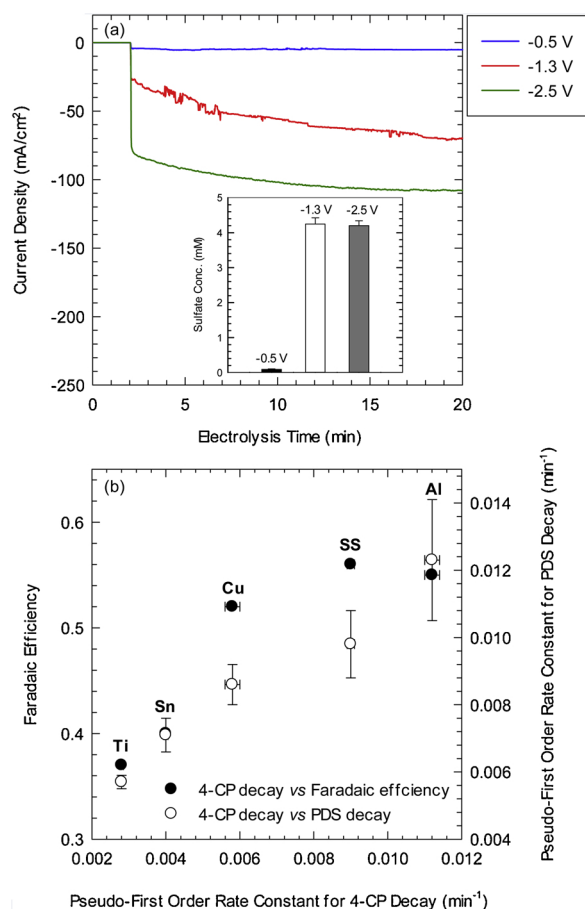 (a)
-0.5 V
-1.3 V
-2.5 V
0
-50
-100
-150
-200
-250
Current Density (mA/cm²)
5
4
3
2
1
0
Sulfate Conc. (mM)
-0.5 V
-1.3 V
-2.5 V
0 5 10 15 20
Electrolysis Time (min)
(b)
0.6
0.5
0.4
0.3
Faradaic Efficiency
Ti
Sn
Cu
SS
Al
4-CP decay vs Faradaic effciency
4-CP decay vs PDS decay
0.014
0.012
0.010
0.008
0.006
0.004
Pseudo-First Order Rate Constant for PDS Decay (min⁻¹)
0.002 0.004 0.006 0.008 0.010 0.012
Pseudo-First Order Rate Constant for 4-CP Decay (min⁻¹)